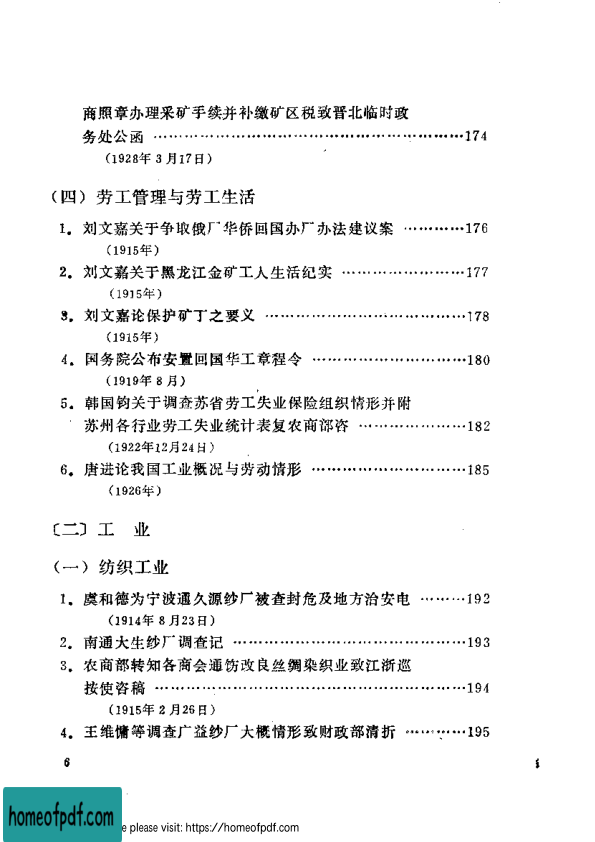 商照章办理采矿手续并补缴矿区税致晋北临时政
务处公函 ……………………………………………………174
(1928年3月17日)
(四) 劳工管理与劳工生活
1. 刘文嘉关于争取俄厂华侨回国办厂办法建议案 …………176
(1915年)
2. 刘文嘉关于黑龙江金矿工人生活纪实 ……………………177
(1915年)
3. 刘文嘉论保护矿丁之要义 …………………………………178
(1915年)
4. 国务院公布安置回国华工章程令 …………………………180
(1919年8月)
5. 韩国钧关于调查苏省劳工失业保险组织情形并附
苏州各行业劳工失业统计表复农商部咨 …………………182
(1922年12月24日)
6. 唐进论我国工业概况与劳动情形 …………………………185
(1926年)
〔二〕工 业
(一) 纺织工业
1. 虞和德为宁波通久源纱厂被查封危及地方治安电 ………192
(1914年8月23日)
2. 南通大生纱厂调查记 ………………………………………193
3. 农商部转知各商会通饬改良丝绸染织业致江浙巡
按使咨稿 ……………………………………………………194
(1915年2月26日)
4. 王维慵等调查广益纱厂大概情形致财政部清折 …………195
6
homeofpdf.com
e please visit: https://homeofpdf.com